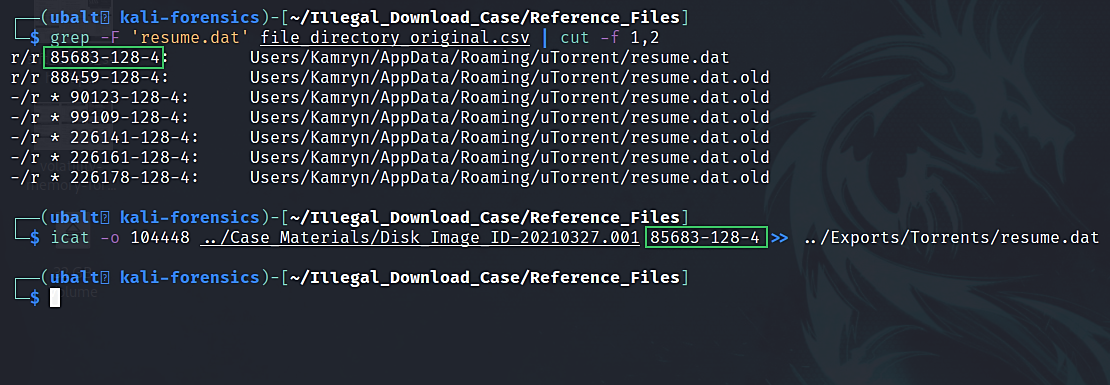 (ubalt kali-forensics)-[~/Illegal_Download_Case/Reference_Files]
$ grep -F 'resume.dat' file_directory_original.csv | cut -f 1,2
r/r 85683-128-4: Users/Kamryn/AppData/Roaming/uTorrent/resume.dat
r/r 88459-128-4: Users/Kamryn/AppData/Roaming/uTorrent/resume.dat.old
-/r * 90123-128-4: Users/Kamryn/AppData/Roaming/uTorrent/resume.dat.old
-/r * 99109-128-4: Users/Kamryn/AppData/Roaming/uTorrent/resume.dat.old
-/r * 226141-128-4: Users/Kamryn/AppData/Roaming/uTorrent/resume.dat.old
-/r * 226161-128-4: Users/Kamryn/AppData/Roaming/uTorrent/resume.dat.old
-/r * 226178-128-4: Users/Kamryn/AppData/Roaming/uTorrent/resume.dat.old
(ubalt kali-forensics)-[~/Illegal_Download_Case/Reference_Files]
$ icat -o 104448 ../Case_Materials/Disk_Image_ID-20210327.001 85683-128-4 >> ../Exports/Torrents/resume.dat
(ubalt kali-forensics)-[~/Illegal_Download_Case/Reference_Files]
$